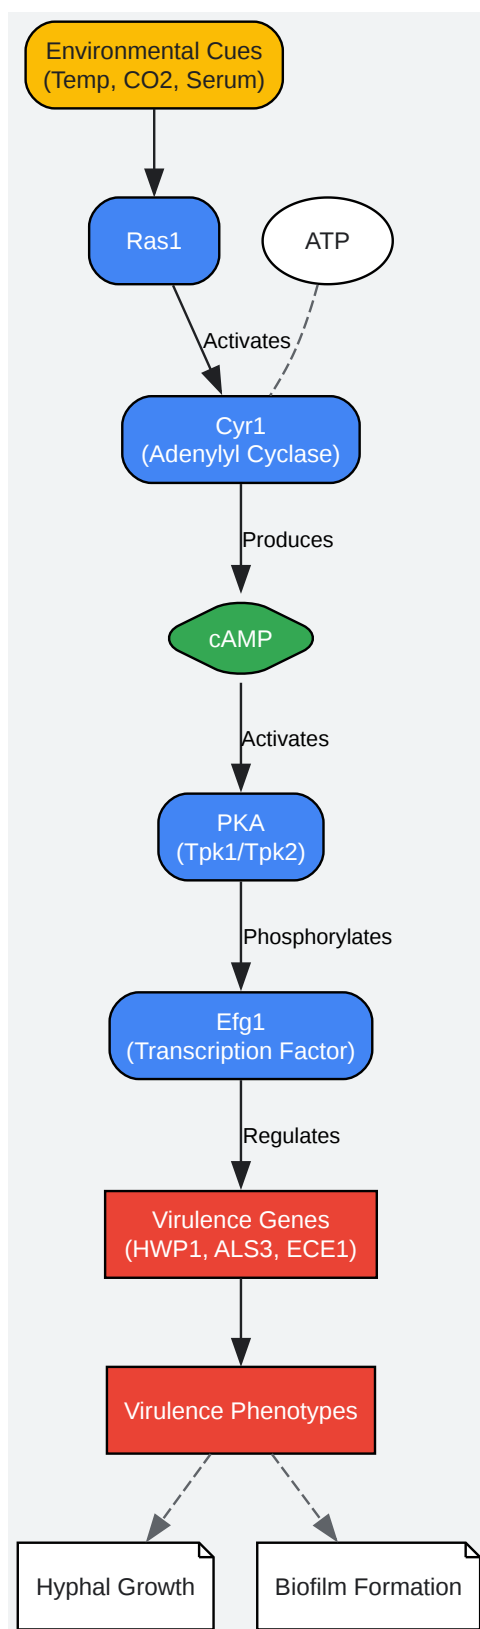 Environmental Cues
(Temp, CO2, Serum)
Ras1
ATP
Activates
Cyr1
(Adenylyl Cyclase)
Produces
cAMP
Activates
PKA
(Tpk1/Tpk2)
Phosphorylates
Efg1
(Transcription Factor)
Regulates
Virulence Genes
(HWP1, ALS3, ECE1)
Virulence Phenotypes
Hyphal Growth
Biofilm Formation